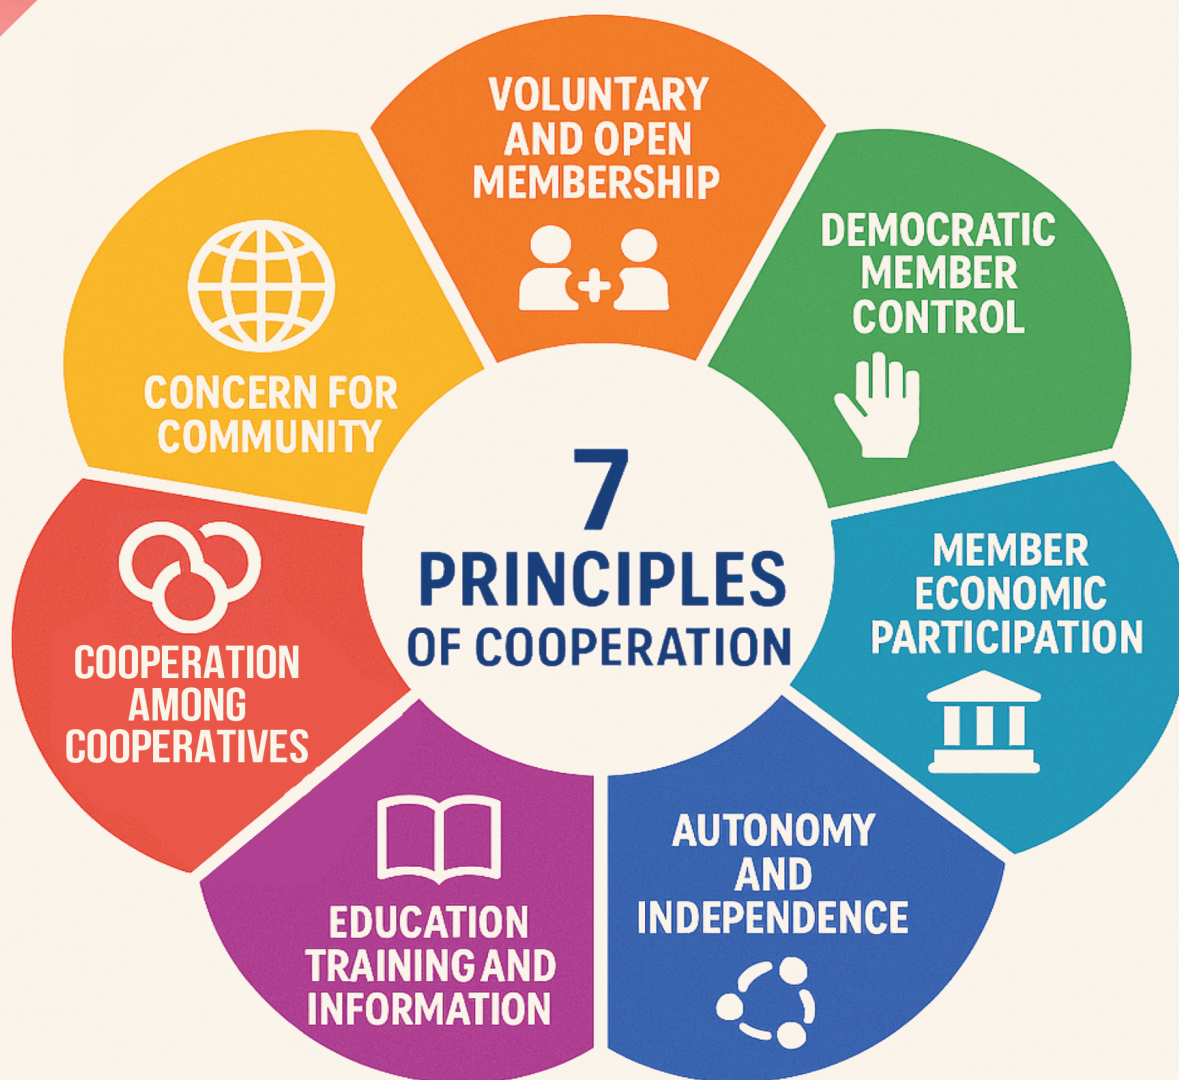 7
PRINCIPLES
OF COOPERATION
VOLUNTARY
AND OPEN
MEMBERSHIP
DEMOCRATIC
MEMBER
CONTROL
MEMBER
ECONOMIC
PARTICIPATION
AUTONOMY
AND
INDEPENDENCE
EDUCATION
TRAINING AND
INFORMATION
COOPERATION
AMONG
COOPERATIVES
CONCERN FOR
COMMUNITY